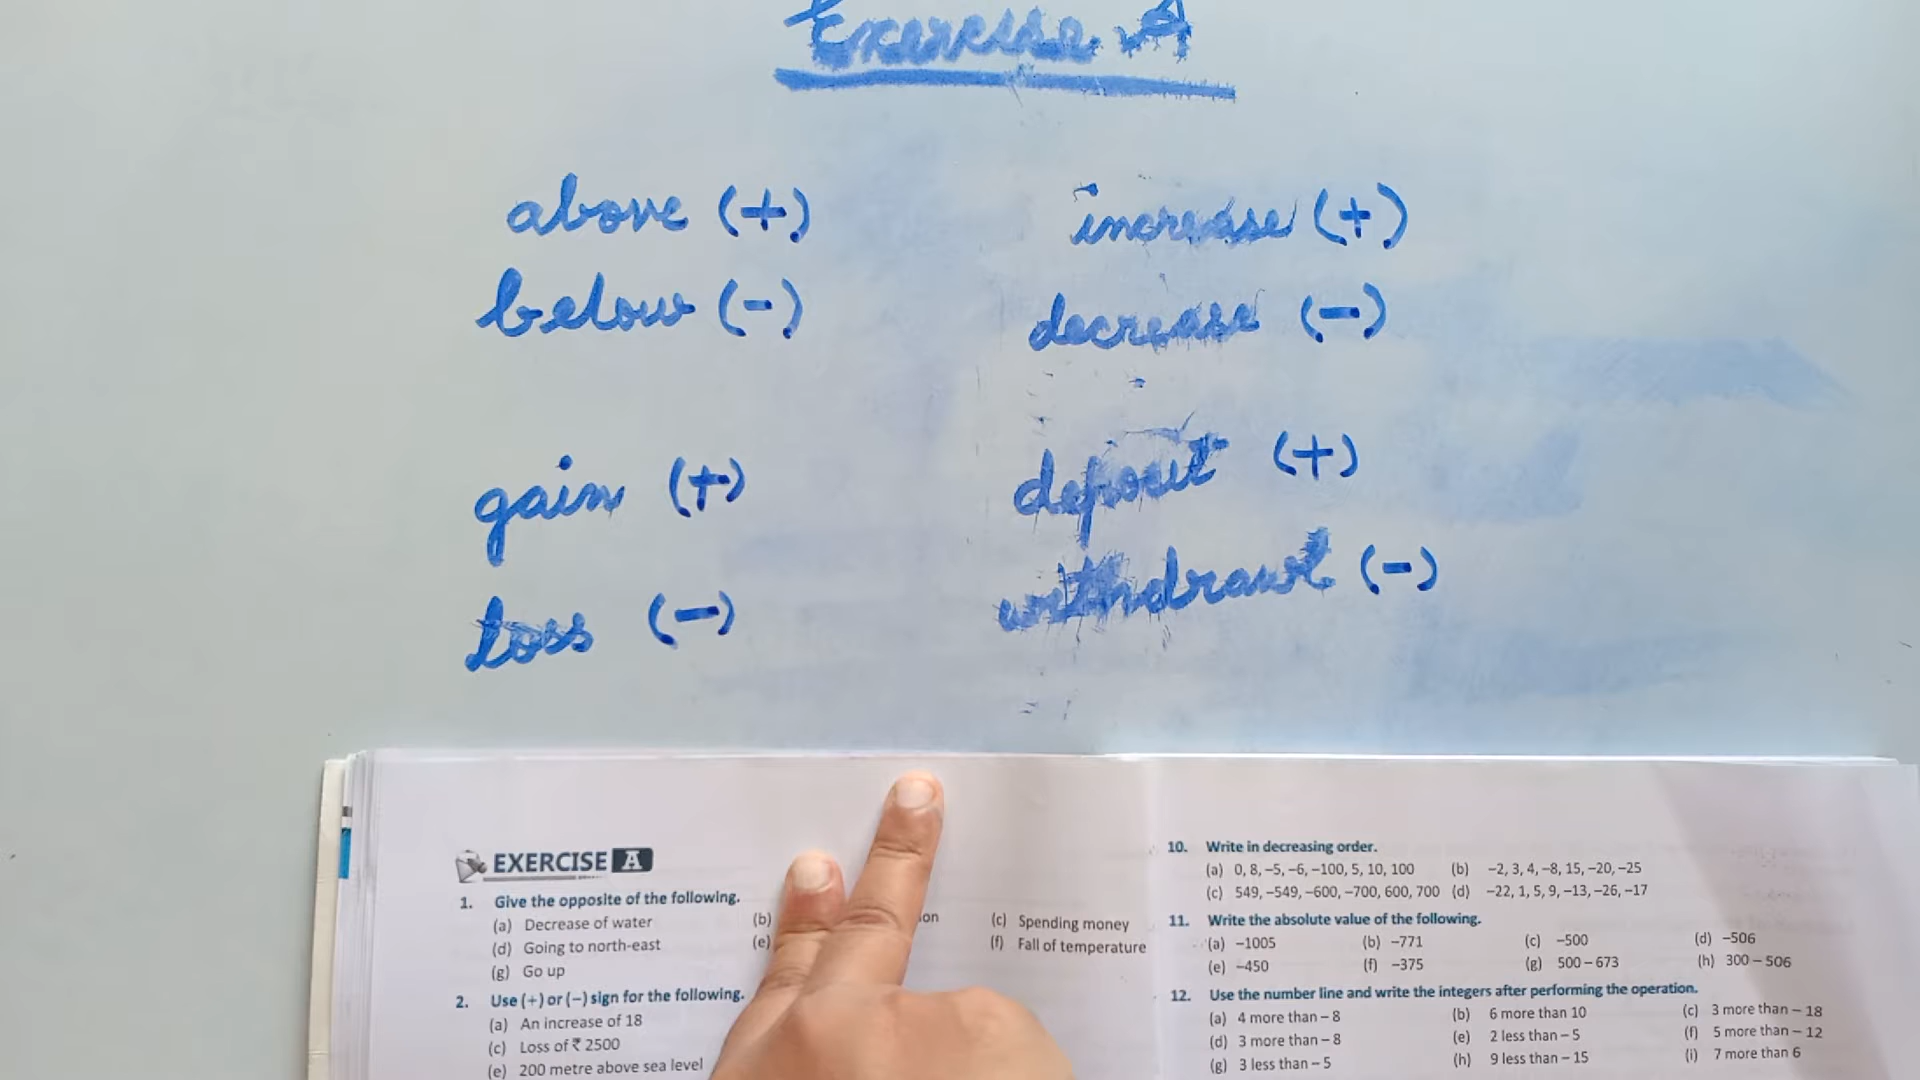 Exercise A
above (+)
below (-)
gain (+)
loss (-)
increase (+)
decrease (-)
deposit (+)
withdrawl (-)
EXERCISE A
1. Give the opposite of the following.
(a) Decrease of water (b) (c) Spending money
(d) Going to north-east (e) (f) Fall of temperature
(g) Go up
2. Use (+) or (−) sign for the following.
(a) An increase of 18
(c) Loss of ₹ 2500
(e) 200 metre above sea level
10. Write in decreasing order.
(a) 0, 8, −5, −6, −100, 5, 10, 100 (b) −2, 3, 4, −8, 15, −20, −25
(c) 549, −549, −600, −700, 600, 700 (d) −22, 1, 5, 9, −13, −26, −17
11. Write the absolute value of the following.
(a) −1005 (b) −771 (c) −500 (d) −506
(e) −450 (f) −375 (g) 500 − 673 (h) 300 − 506
12. Use the number line and write the integers after performing the operation.
(a) 4 more than − 8 (b) 6 more than 10 (c) 3 more than − 18
(d) 3 more than − 8 (e) 2 less than − 5 (f) 5 more than − 12
(g) 3 less than − 5 (h) 9 less than − 15 (i) 7 more than 6